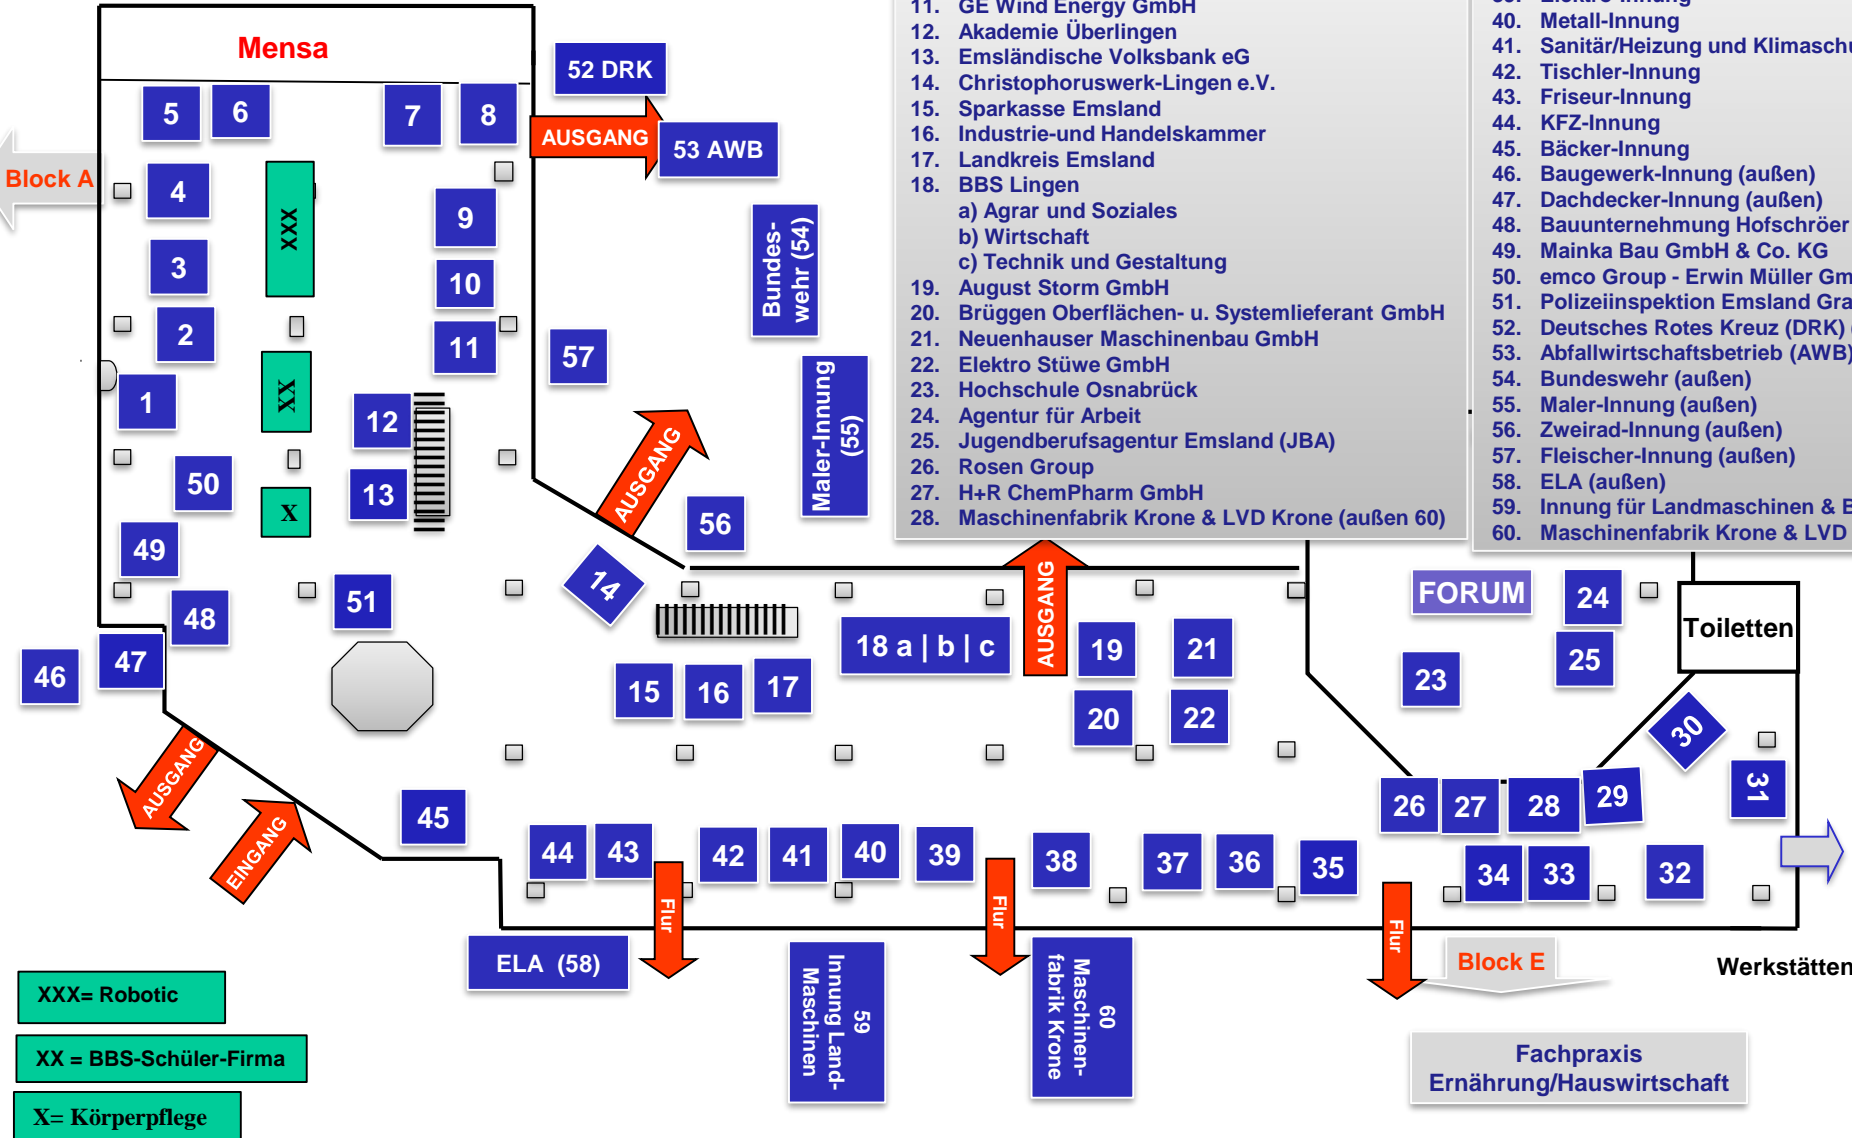 Mensa
52 DRK
5
6
7
8
AUSGANG
53 AWB
Block A
4
XXX
9
Bundes-
wehr (54)
3
10
2
11
57
1
XX
12
Maler-Innung
(55)
AUSGANG
50
13
X
56
49
14
51
48
47
46
15
16
17
18 a | b | c
AUSGANG
19
21
20
22
FORUM
24
25
23
Toiletten
30
31
AUSGANG
EINGANG
45
44
43
42
41
40
39
38
37
36
35
26
27
28
29
34
33
32
Flur
Flur
Flur
ELA (58)
59
Innung Land-
Maschinen
60
Maschinen-
fabrik Krone
Block E
Werkstätten
Fachpraxis
Ernährung/Hauswirtschaft
XXX= Robotic
XX = BBS-Schüler-Firma
X= Körperpflege
11. GE Wind Energy GmbH
12. Akademie Überlingen
13. Emsländische Volksbank eG
14. Christophoruswerk-Lingen e.V.
15. Sparkasse Emsland
16. Industrie-und Handelskammer
17. Landkreis Emsland
18. BBS Lingen
a) Agrar und Soziales
b) Wirtschaft
c) Technik und Gestaltung
19. August Storm GmbH
20. Brüggen Oberflächen- u. Systemlieferant GmbH
21. Neuenhauser Maschinenbau GmbH
22. Elektro Stüwe GmbH
23. Hochschule Osnabrück
24. Agentur für Arbeit
25. Jugendberufsagentur Emsland (JBA)
26. Rosen Group
27. H+R ChemPharm GmbH
28. Maschinenfabrik Krone & LVD Krone (außen 60)
39. Elektro-Innung
40. Metall-Innung
41. Sanitär/Heizung und Klimaschu
42. Tischler-Innung
43. Friseur-Innung
44. KFZ-Innung
45. Bäcker-Innung
46. Baugewerk-Innung (außen)
47. Dachdecker-Innung (außen)
48. Bauunternehmung Hofschröer
49. Mainka Bau GmbH & Co. KG
50. emco Group - Erwin Müller Gm
51. Polizeiinspektion Emsland Gra
52. Deutsches Rotes Kreuz (DRK)
53. Abfallwirtschaftsbetrieb (AWB)
54. Bundeswehr (außen)
55. Maler-Innung (außen)
56. Zweirad-Innung (außen)
57. Fleischer-Innung (außen)
58. ELA (außen)
59. Innung für Landmaschinen & B
60. Maschinenfabrik Krone & LVD